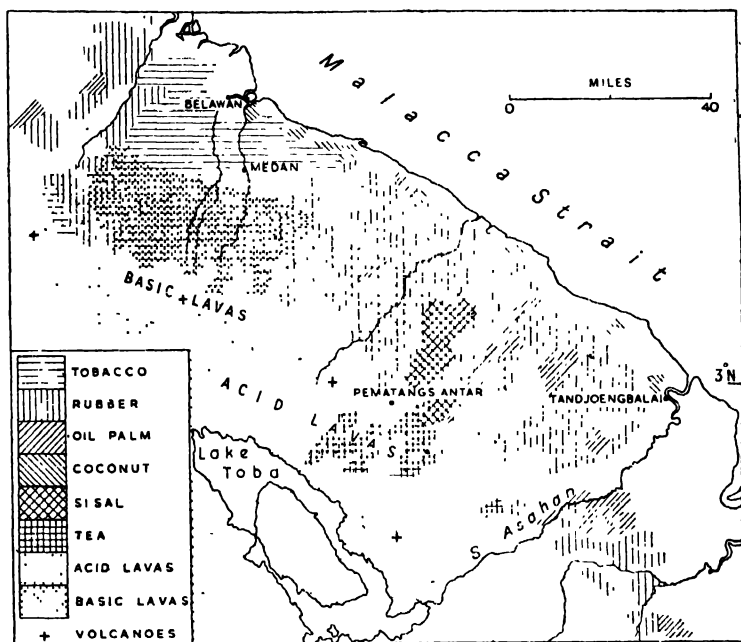 Malacca Strait
MILES
0 40
BELAWAN
MEDAN
BASIC LAVAS
ACID LAVAS
PEMATANGS ANTAR
TANDJOENGBALAI
3°N
Lake
Toba
S Asahan
TOBACCO
RUBBER
OIL PALM
COCONUT
SISAL
TEA
ACID LAVAS
BASIC LAVAS
+ VOLCANOES